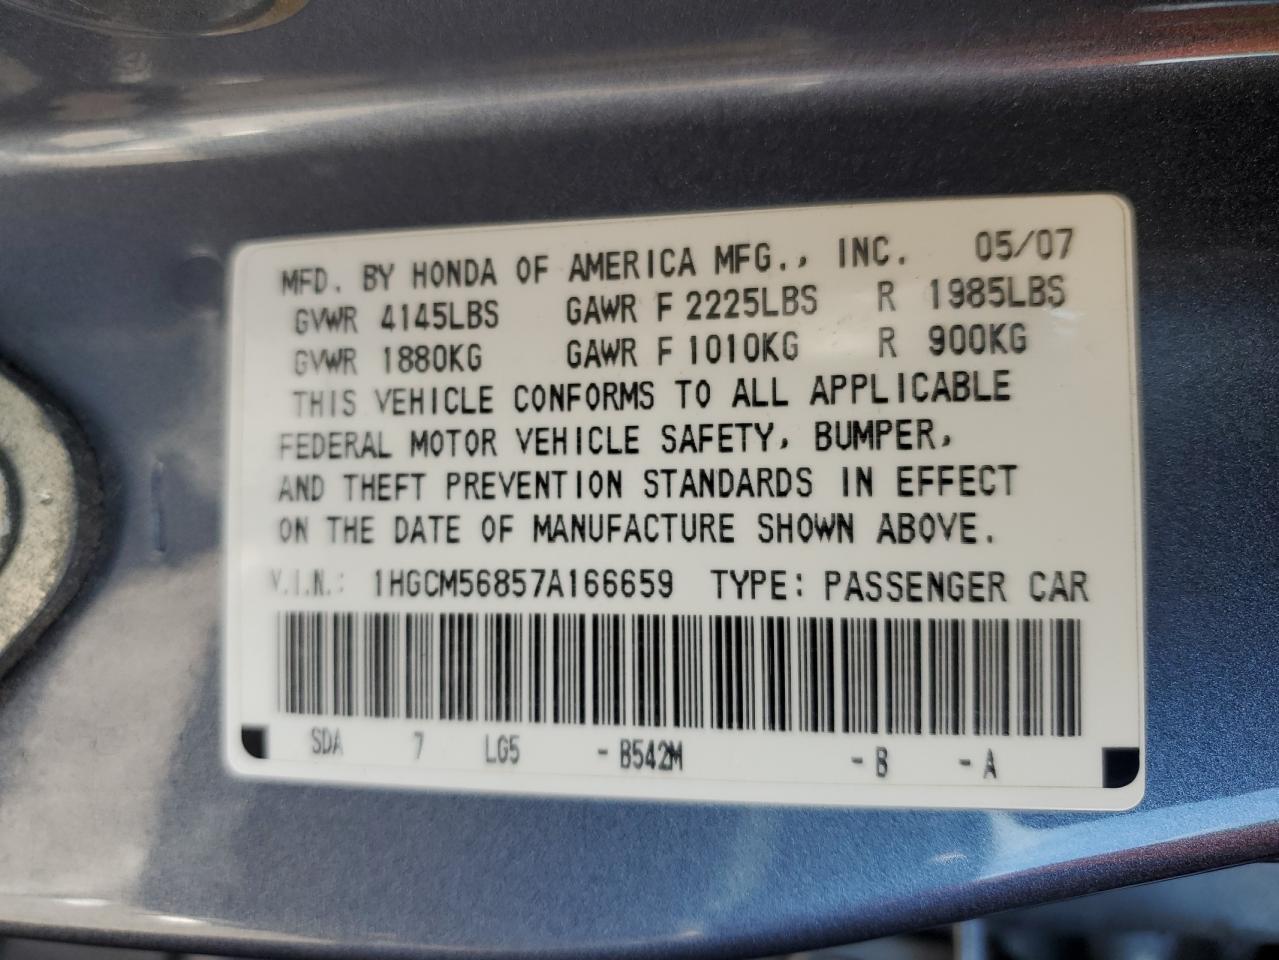 MFD. BY HONDA OF AMERICA MFG., INC. 05/07
GVWR 4145LBS GAWR F 2225LBS R 1985LBS
GVWR 1880KG GAWR F 1010KG R 900KG
THIS VEHICLE CONFORMS TO ALL APPLICABLE
FEDERAL MOTOR VEHICLE SAFETY, BUMPER,
AND THEFT PREVENTION STANDARDS IN EFFECT
ON THE DATE OF MANUFACTURE SHOWN ABOVE.
V.I.N.: 1HGCM56857A166659 TYPE: PASSENGER CAR
SDA 7 LG5 - B542M - B - A